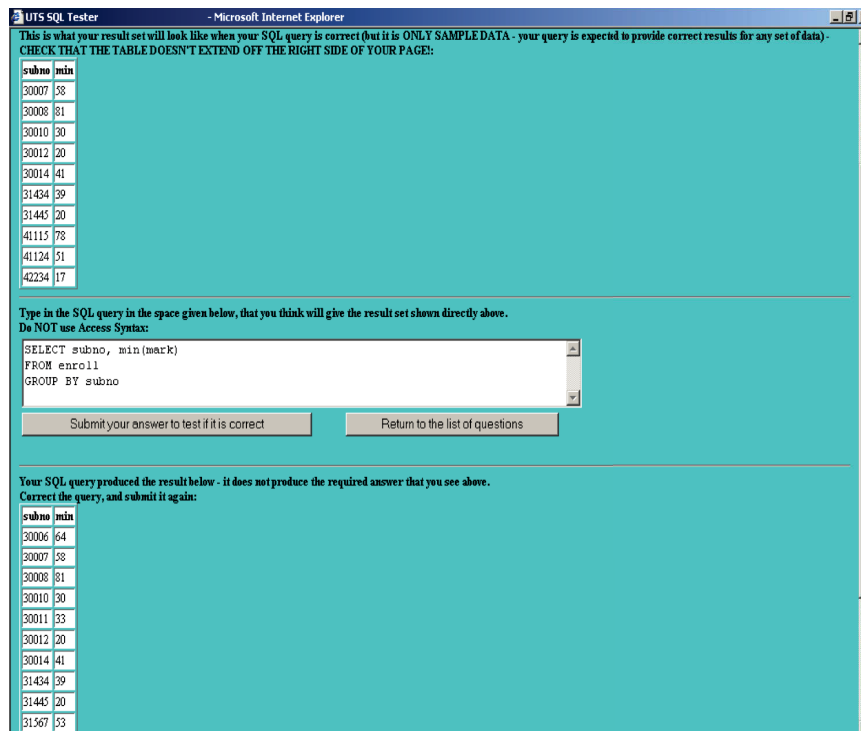 UTS SQL Tester - Microsoft Internet Explorer
This is what your result set will look like when your SQL query is correct (but it is ONLY SAMPLE DATA - your query is expected to provide correct results for any set of data) -
CHECK THAT THE TABLE DOESN'T EXTEND OFF THE RIGHT SIDE OF YOUR PAGE!:
subno min
30007 58
30008 81
30010 30
30012 20
30014 41
31434 39
31445 20
41115 78
41124 51
42234 17
Type in the SQL query in the space given below, that you think will give the result set shown directly above.
Do NOT use Access Syntax:
SELECT subno, min(mark)
FROM enroll
GROUP BY subno
Submit your answer to test if it is correct Return to the list of questions
Your SQL query produced the result below - it does not produce the required answer that you see above.
Correct the query, and submit it again:
subno min
30006 64
30007 58
30008 81
30010 30
30011 33
30012 20
30014 41
31434 39
31445 20
31567 53